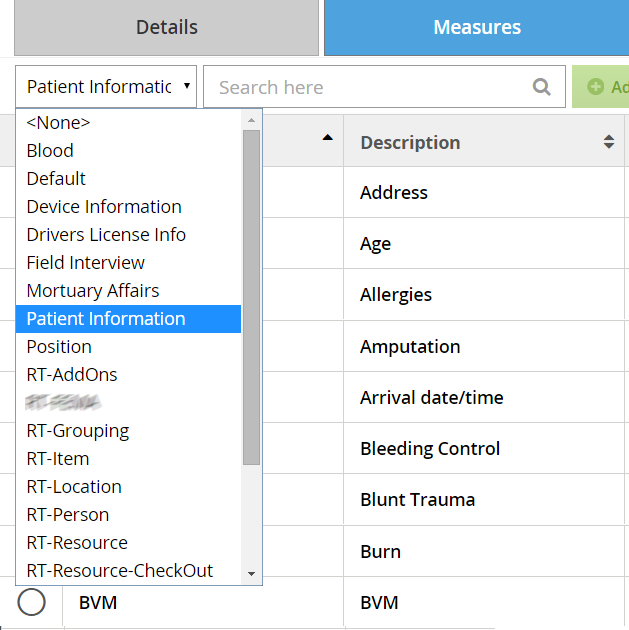 Details
Measures
Patient Informatic
Search here
Ad
<None>
Blood
Default
Device Information
Drivers License Info
Field Interview
Mortuary Affairs
Patient Information
Position
RT-AddOns
RT-Grouping
RT-Item
RT-Location
RT-Person
RT-Resource
RT-Resource-CheckOut
BVM
Description
Address
Age
Allergies
Amputation
Arrival date/time
Bleeding Control
Blunt Trauma
Burn
BVM